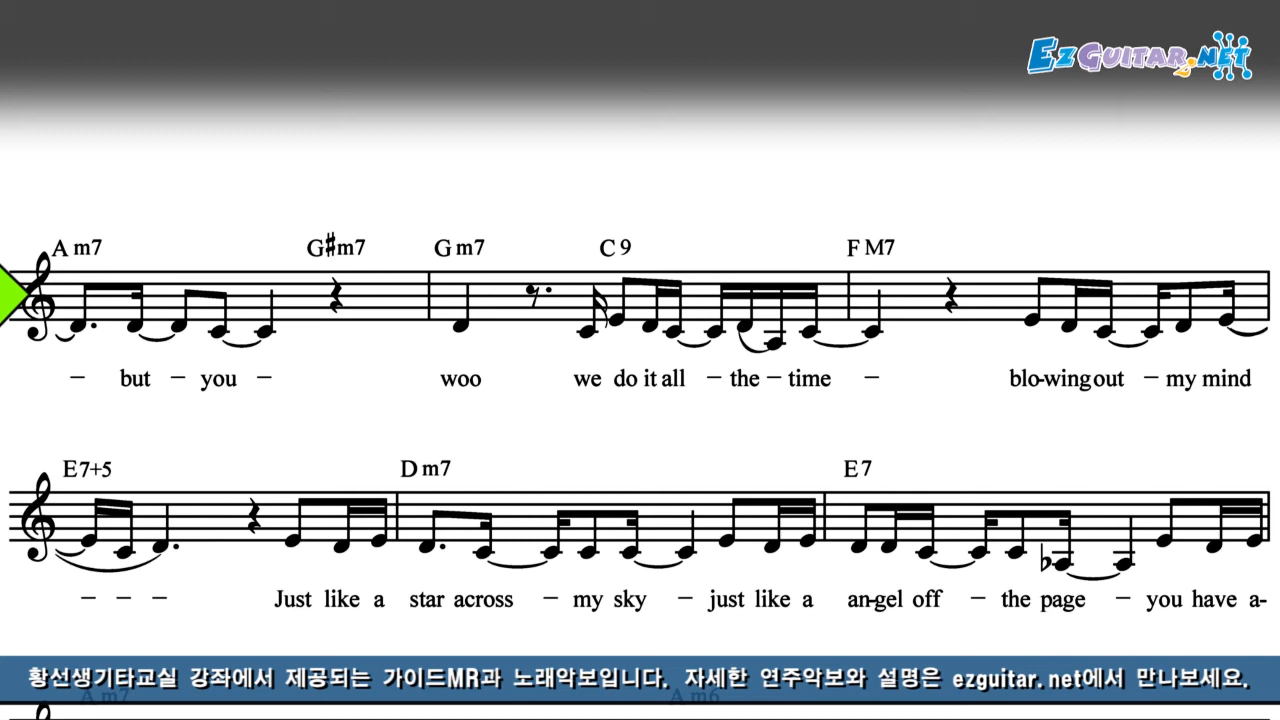 EzGuitar2.net
A m7 G♯m7 G m7 C 9 F M7
– but – you – woo we do it all – the – time – blo-wing out – my mind
E7+5 D m7 E 7
– – – Just like a star across – my sky – just like a an-gel off – the page – you have a-
황선생기타교실 강좌에서 제공되는 가이드MR과 노래악보입니다. 자세한 연주악보와 설명은 ezguitar.net에서 만나보세요.
A m7 A m6